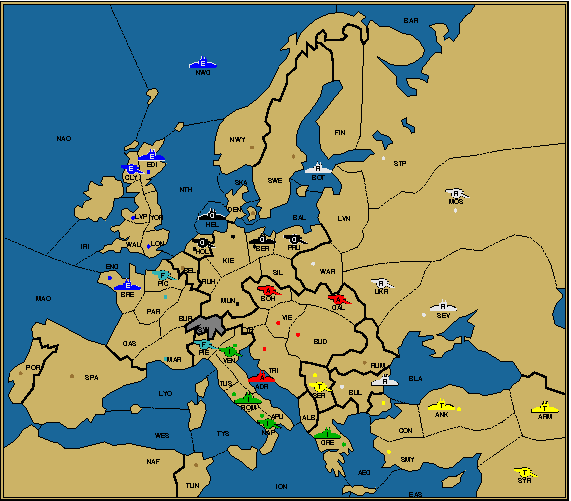 BAR
E
NWG
NAO
NWY
FIN
E
EDI
E
CLY
STP
R
BOT
SWE
SKA
NTH
R
MOS
LVP
YOR
DEN
G
HEL
BAL
LVN
WAL
LON
IRI
G
HOL
G
BER
G
PRU
KIE
ENG
F
PIC
BEL
RUH
SIL
WAR
E
BRE
MAO
MUN
A
BOH
A
GAL
R
UKR
R
SEV
PAR
BUR
SWI
VIE
BUD
GAS
F
PIE
I
VEN
TYR
TRI
RUM
MAR
POR
SPA
LYO
TUS
A
ADR
T
SER
BUL
R
BLA
I
ROM
APU
ALB
I
NAP
T
ANK
T
ARM
CON
WES
TYS
I
GRE
NAF
TUN
ION
AEG
SMY
T
SYR
EAS